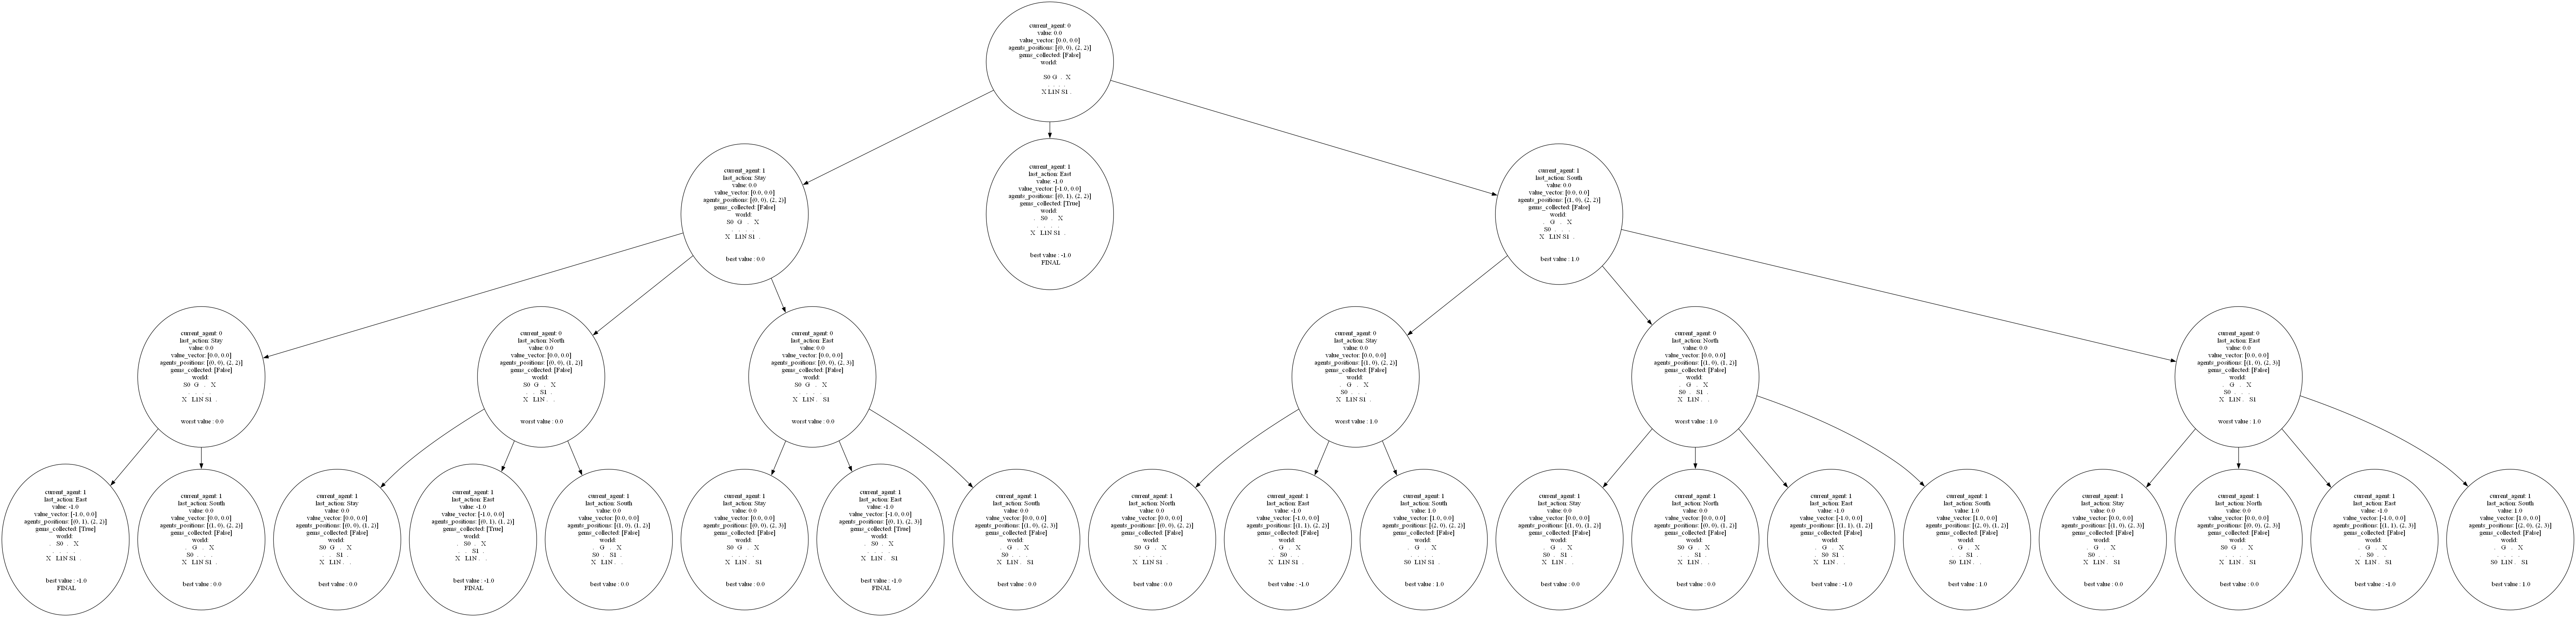 current_agent: 0
value: 0.0
value_vector: [0.0, 0.0]
agents_positions: [(0, 0), (2, 2)]
gems_collected: [False]
world:
S0 G . X
. . . .
X L1N S1 .
current_agent: 1
last_action: Stay
value: 0.0
value_vector: [0.0, 0.0]
agents_positions: [(0, 0), (2, 2)]
gems_collected: [False]
world:
S0 G . X
. . . .
X L1N S1 .
best value : 0.0
current_agent: 1
last_action: East
value: -1.0
value_vector: [-1.0, 0.0]
agents_positions: [(0, 1), (2, 2)]
gems_collected: [True]
world:
. S0 . X
. . . .
X L1N S1 .
best value : -1.0
FINAL
current_agent: 1
last_action: South
value: 0.0
value_vector: [0.0, 0.0]
agents_positions: [(1, 0), (2, 2)]
gems_collected: [False]
world:
. G . X
S0 . . .
X L1N S1 .
best value : 1.0
current_agent: 0
last_action: Stay
value: 0.0
value_vector: [0.0, 0.0]
agents_positions: [(0, 0), (2, 2)]
gems_collected: [False]
world:
S0 G . X
. . . .
X L1N S1 .
worst value : 0.0
current_agent: 0
last_action: North
value: 0.0
value_vector: [0.0, 0.0]
agents_positions: [(0, 0), (1, 2)]
gems_collected: [False]
world:
S0 G . X
. . S1 .
X L1N . .
worst value : 0.0
current_agent: 0
last_action: East
value: 0.0
value_vector: [0.0, 0.0]
agents_positions: [(0, 0), (2, 3)]
gems_collected: [False]
world:
S0 G . X
. . . .
X L1N . S1
worst value : 0.0
current_agent: 0
last_action: Stay
value: 0.0
value_vector: [0.0, 0.0]
agents_positions: [(1, 0), (2, 2)]
gems_collected: [False]
world:
. G . X
S0 . . .
X L1N S1 .
worst value : 1.0
current_agent: 0
last_action: North
value: 0.0
value_vector: [0.0, 0.0]
agents_positions: [(1, 0), (1, 2)]
gems_collected: [False]
world:
. G . X
S0 . S1 .
X L1N . .
worst value : 1.0
current_agent: 0
last_action: East
value: 0.0
value_vector: [0.0, 0.0]
agents_positions: [(1, 0), (2, 3)]
gems_collected: [False]
world:
. G . X
S0 . . .
X L1N . S1
worst value : 1.0
current_agent: 1
last_action: East
value: -1.0
value_vector: [-1.0, 0.0]
agents_positions: [(0, 1), (2, 2)]
gems_collected: [True]
world:
. S0 . X
. . . .
X L1N S1 .
best value : -1.0
FINAL
current_agent: 1
last_action: South
value: 0.0
value_vector: [0.0, 0.0]
agents_positions: [(1, 0), (2, 2)]
gems_collected: [False]
world:
. G . X
S0 . . .
X L1N S1 .
best value : 0.0
current_agent: 1
last_action: Stay
value: 0.0
value_vector: [0.0, 0.0]
agents_positions: [(0, 0), (1, 2)]
gems_collected: [False]
world:
S0 G . X
. . S1 .
X L1N . .
best value : 0.0
current_agent: 1
last_action: East
value: -1.0
value_vector: [-1.0, 0.0]
agents_positions: [(0, 1), (1, 2)]
gems_collected: [True]
world:
. S0 . X
. . S1 .
X L1N . .
best value : -1.0
FINAL
current_agent: 1
last_action: South
value: 0.0
value_vector: [0.0, 0.0]
agents_positions: [(1, 0), (1, 2)]
gems_collected: [False]
world:
. G . X
S0 . S1 .
X L1N . .
best value : 0.0
current_agent: 1
last_action: Stay
value: 0.0
value_vector: [0.0, 0.0]
agents_positions: [(0, 0), (2, 3)]
gems_collected: [False]
world:
S0 G . X
. . . .
X L1N . S1
best value : 0.0
current_agent: 1
last_action: East
value: -1.0
value_vector: [-1.0, 0.0]
agents_positions: [(0, 1), (2, 3)]
gems_collected: [True]
world:
. S0 . X
. . . .
X L1N . S1
best value : -1.0
FINAL
current_agent: 1
last_action: South
value: 0.0
value_vector: [0.0, 0.0]
agents_positions: [(1, 0), (2, 3)]
gems_collected: [False]
world:
. G . X
S0 . . .
X L1N . S1
best value : 0.0
current_agent: 1
last_action: North
value: 0.0
value_vector: [0.0, 0.0]
agents_positions: [(0, 0), (2, 2)]
gems_collected: [False]
world:
S0 G . X
. . . .
X L1N S1 .
best value : 0.0
current_agent: 1
last_action: East
value: -1.0
value_vector: [-1.0, 0.0]
agents_positions: [(1, 1), (2, 2)]
gems_collected: [False]
world:
. G . X
. S0 . .
X L1N S1 .
best value : -1.0
current_agent: 1
last_action: South
value: 1.0
value_vector: [1.0, 0.0]
agents_positions: [(2, 0), (2, 2)]
gems_collected: [False]
world:
. G . X
. . . .
S0 L1N S1 .
best value : 1.0
current_agent: 1
last_action: Stay
value: 0.0
value_vector: [0.0, 0.0]
agents_positions: [(1, 0), (1, 2)]
gems_collected: [False]
world:
. G . X
S0 . S1 .
X L1N . .
best value : 0.0
current_agent: 1
last_action: North
value: 0.0
value_vector: [0.0, 0.0]
agents_positions: [(0, 0), (1, 2)]
gems_collected: [False]
world:
S0 G . X
. . S1 .
X L1N . .
best value : 0.0
current_agent: 1
last_action: East
value: -1.0
value_vector: [-1.0, 0.0]
agents_positions: [(1, 1), (1, 2)]
gems_collected: [False]
world:
. G . X
. S0 S1 .
X L1N . .
best value : -1.0
current_agent: 1
last_action: South
value: 1.0
value_vector: [1.0, 0.0]
agents_positions: [(2, 0), (1, 2)]
gems_collected: [False]
world:
. G . X
. . S1 .
S0 L1N . .
best value : 1.0
current_agent: 1
last_action: Stay
value: 0.0
value_vector: [0.0, 0.0]
agents_positions: [(1, 0), (2, 3)]
gems_collected: [False]
world:
. G . X
S0 . . .
X L1N . S1
best value : 0.0
current_agent: 1
last_action: North
value: 0.0
value_vector: [0.0, 0.0]
agents_positions: [(0, 0), (2, 3)]
gems_collected: [False]
world:
S0 G . X
. . . .
X L1N . S1
best value : 0.0
current_agent: 1
last_action: East
value: -1.0
value_vector: [-1.0, 0.0]
agents_positions: [(1, 1), (2, 3)]
gems_collected: [False]
world:
. G . X
. S0 . .
X L1N . S1
best value : -1.0
current_agent: 1
last_action: South
value: 1.0
value_vector: [1.0, 0.0]
agents_positions: [(2, 0), (2, 3)]
gems_collected: [False]
world:
. G . X
. . . .
S0 L1N . S1
best value : 1.0